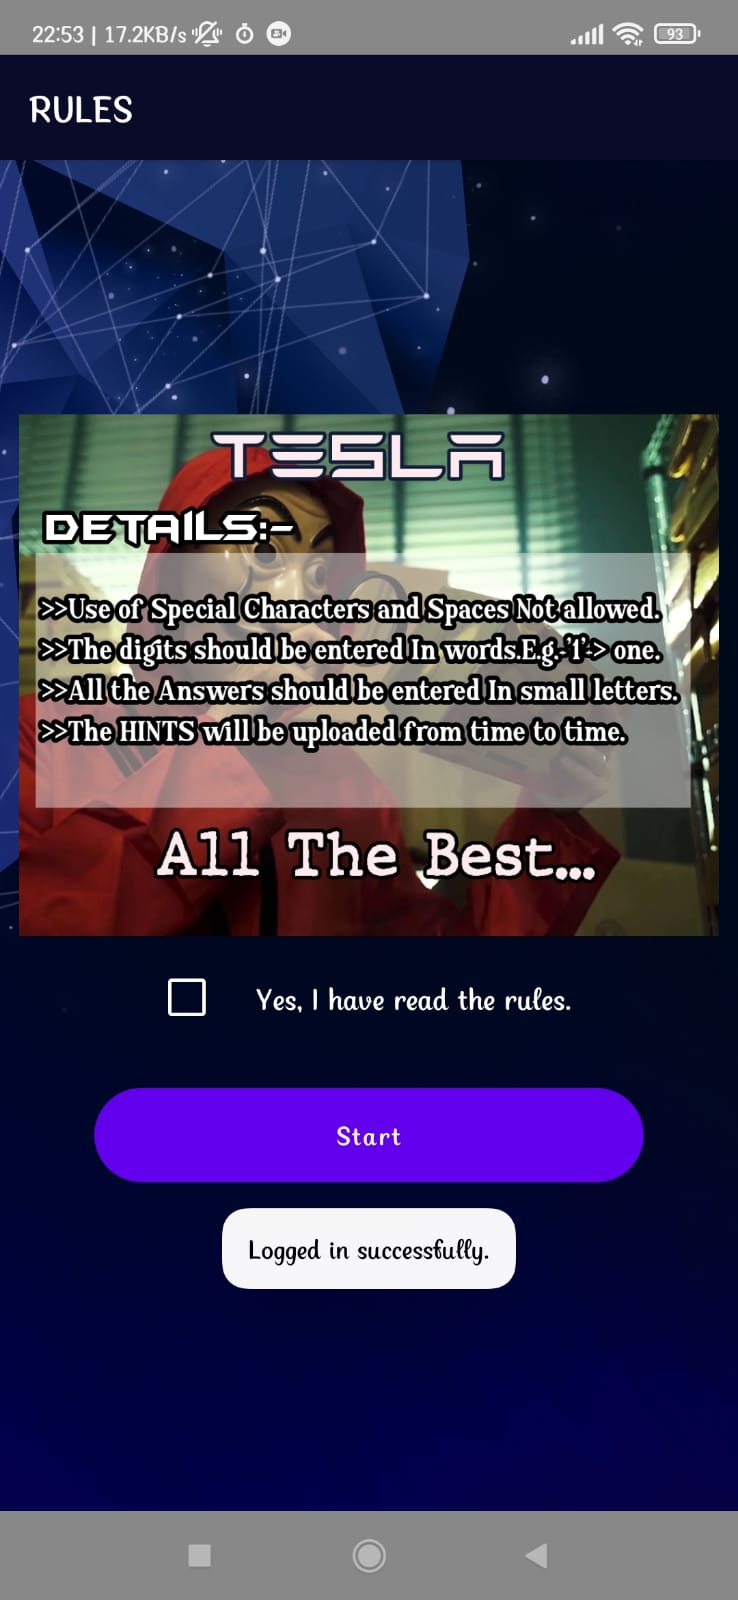 22:53 | 17.2KB/s
93
RULES
TESLA
DETAILS:-
>>Use of Special Characters and Spaces Not allowed.
>>The digits should be entered In words.E.g.-'1'-> one.
>>All the Answers should be entered In small letters.
>>The HINTS will be uploaded from time to time.
All The Best...
Yes, I have read the rules.
Start
Logged in successfully.